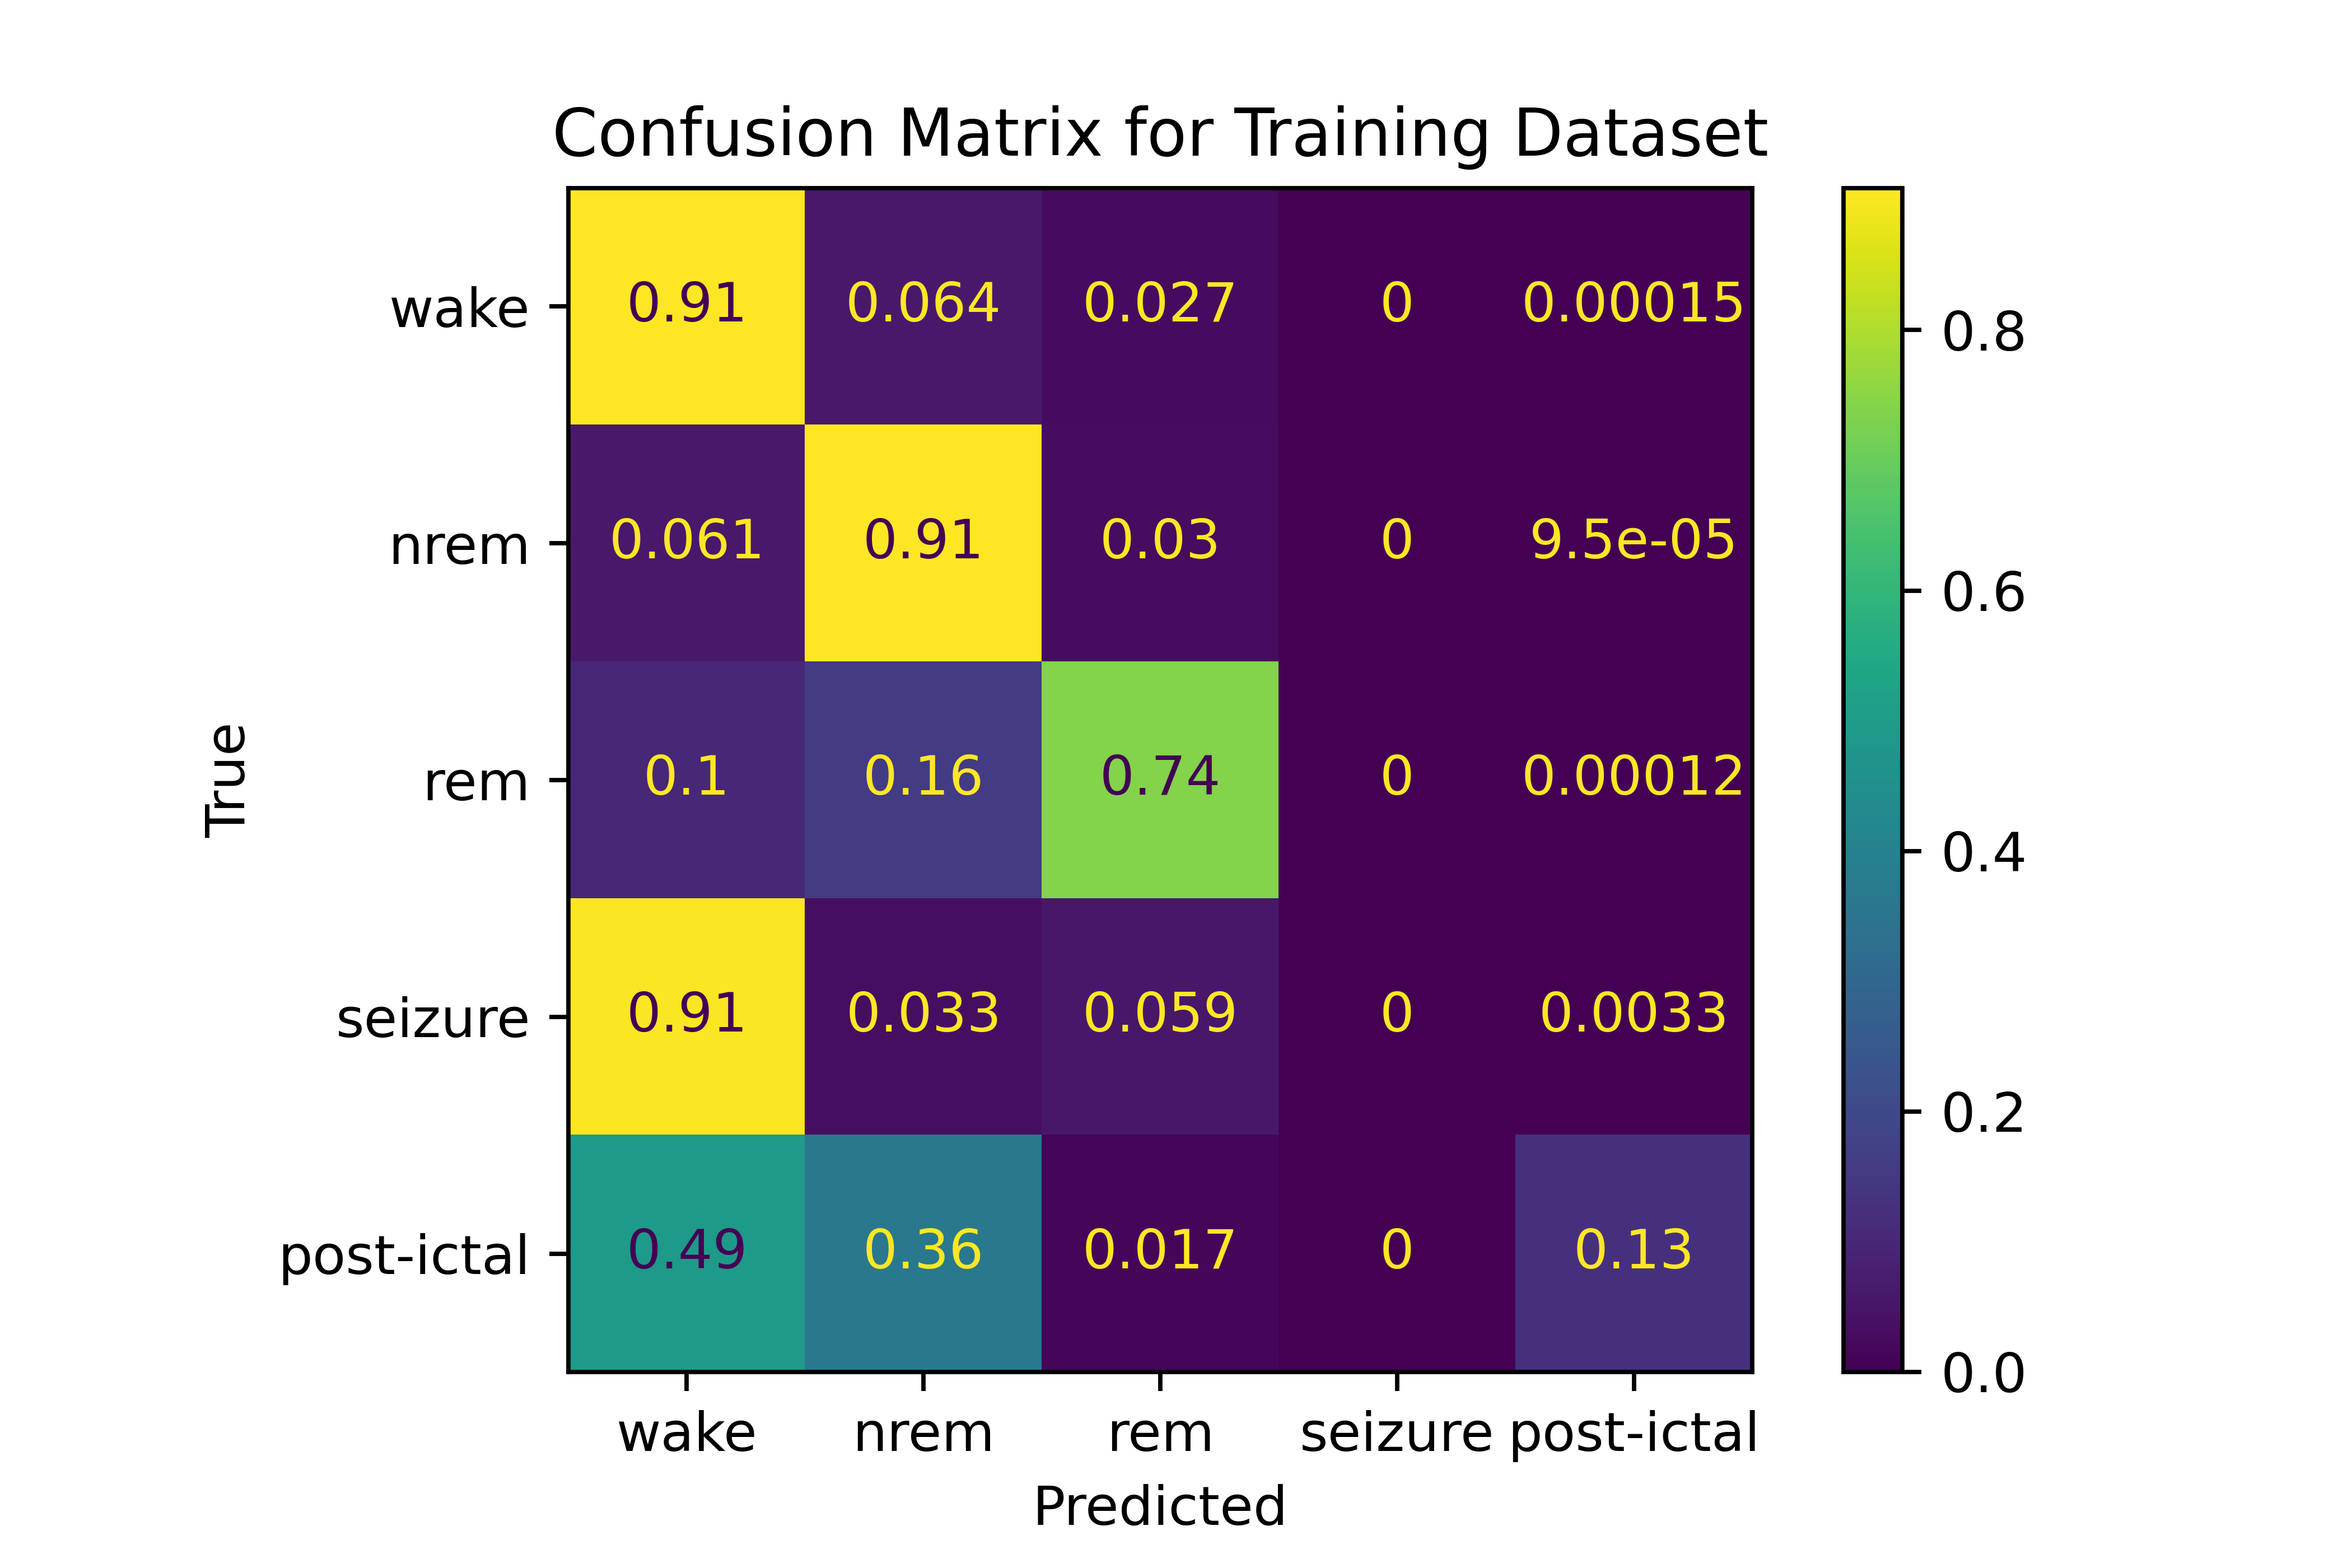 Confusion Matrix for Training Dataset
wake 0.91 0.064 0.027 0 0.00015
nrem 0.061 0.91 0.03 0 9.5e-05
rem 0.1 0.16 0.74 0 0.00012
seizure 0.91 0.033 0.059 0 0.0033
post-ictal 0.49 0.36 0.017 0 0.13
True
wake nrem rem seizure post-ictal
Predicted
0.8
0.6
0.4
0.2
0.0